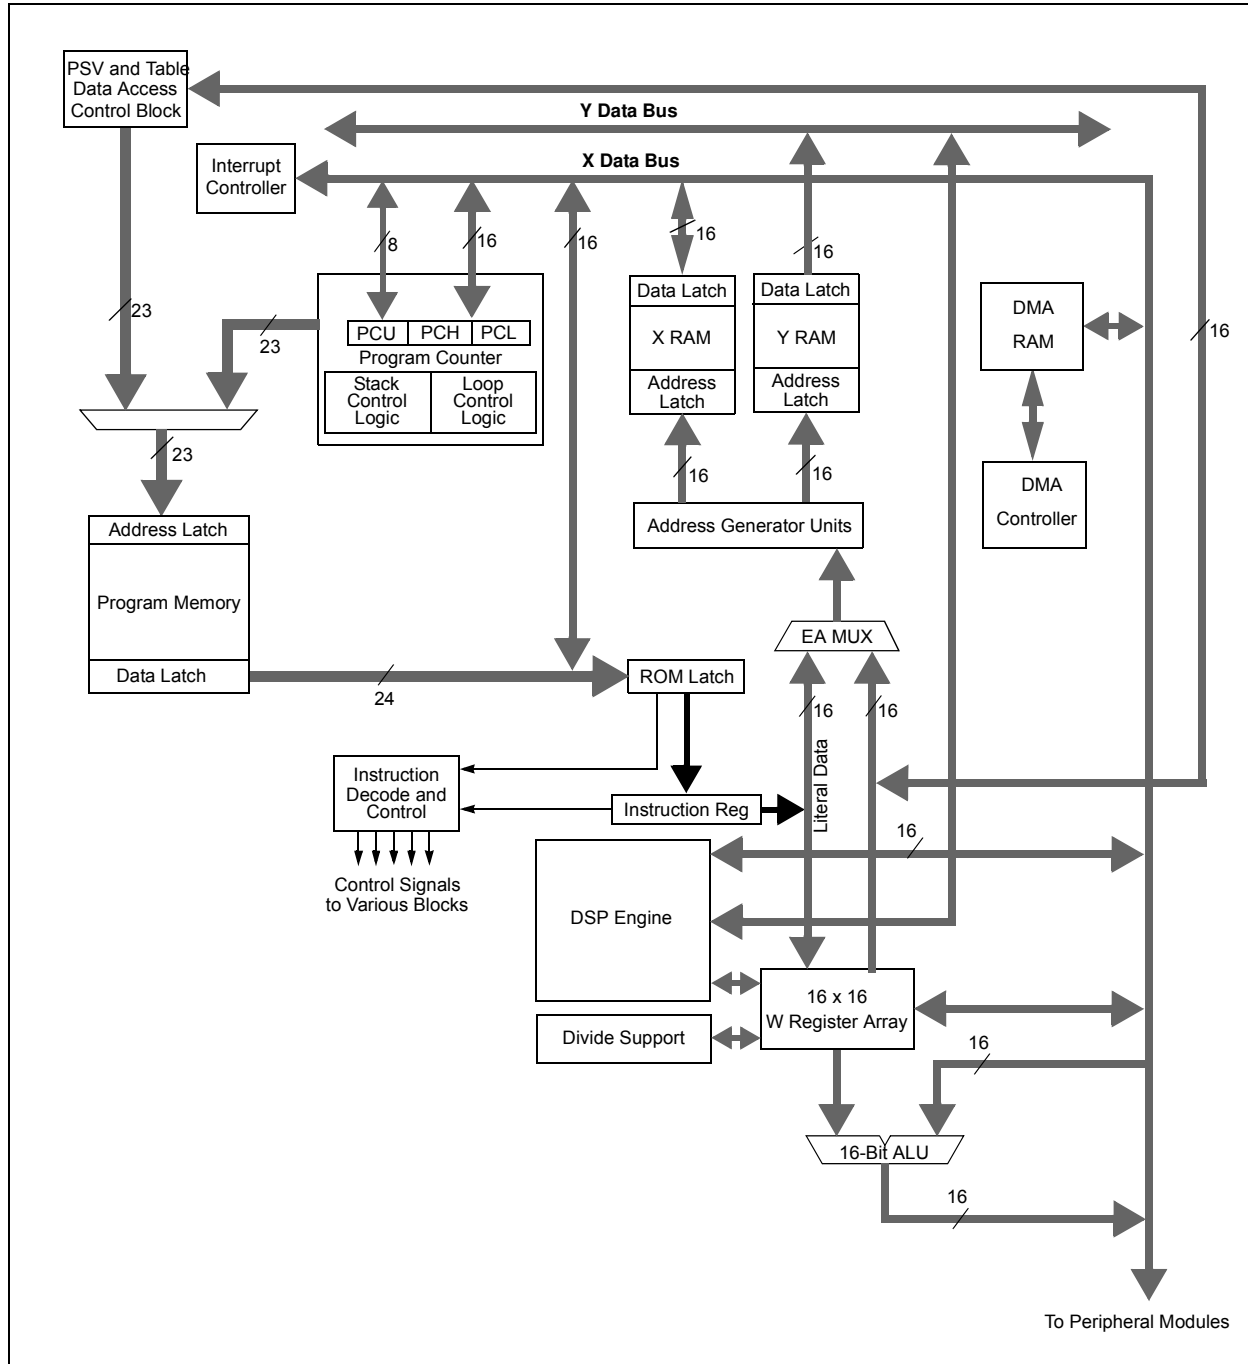 PSV and Table
Data Access
Control Block
Y Data Bus
Interrupt
Controller
X Data Bus
8
16
16
16
16
23
23
16
PCU
PCH
PCL
Program Counter
Stack
Control
Logic
Loop
Control
Logic
Data Latch
X RAM
Address
Latch
Data Latch
Y RAM
Address
Latch
DMA
RAM
23
16
16
DMA
Controller
Address Generator Units
Address Latch
Program Memory
Data Latch
24
EA MUX
ROM Latch
16
16
Literal Data
Instruction
Decode and
Control
Instruction Reg
Control Signals
to Various Blocks
16
DSP Engine
16 x 16
W Register Array
Divide Support
16
16-Bit ALU
16
To Peripheral Modules